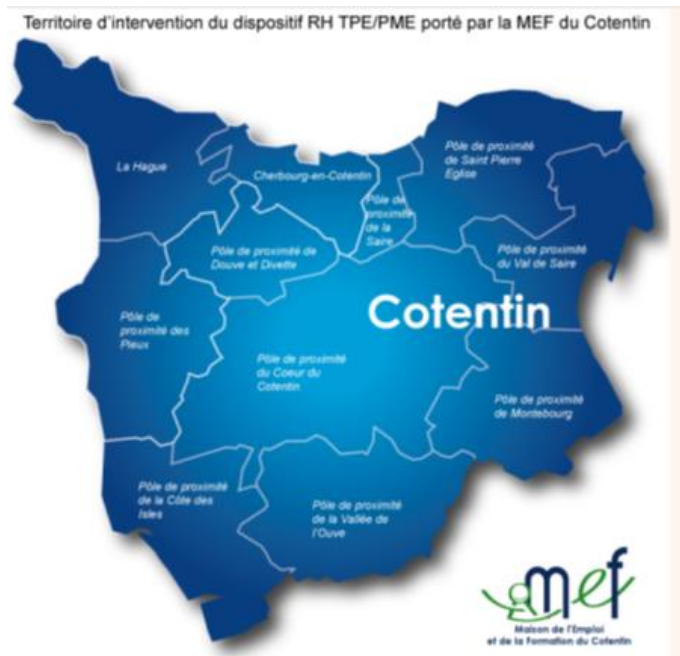 Territoire d'intervention du dispositif RH TPE/PME porté par la MEF du Cotentin
La Hague
Cherbourg-en-Cotentin
Pôle de proximité
de Saint Pierre
Eglise
Pôle de
proximité
de la
Saire
Pôle de proximité de
Douve et Divette
Pôle de proximité
du Val de Saire
Cotentin
Pôle de
proximité des
Pieux
Pôle de proximité
du Coeur du
Cotentin
Pôle de proximité
de Montebourg
Pôle de proximité
de la Côte des
Isles
Pôle de proximité
de la Vallée de
l'Ouve
mef
Maison de l'Emploi
et de la Formation du Cotentin